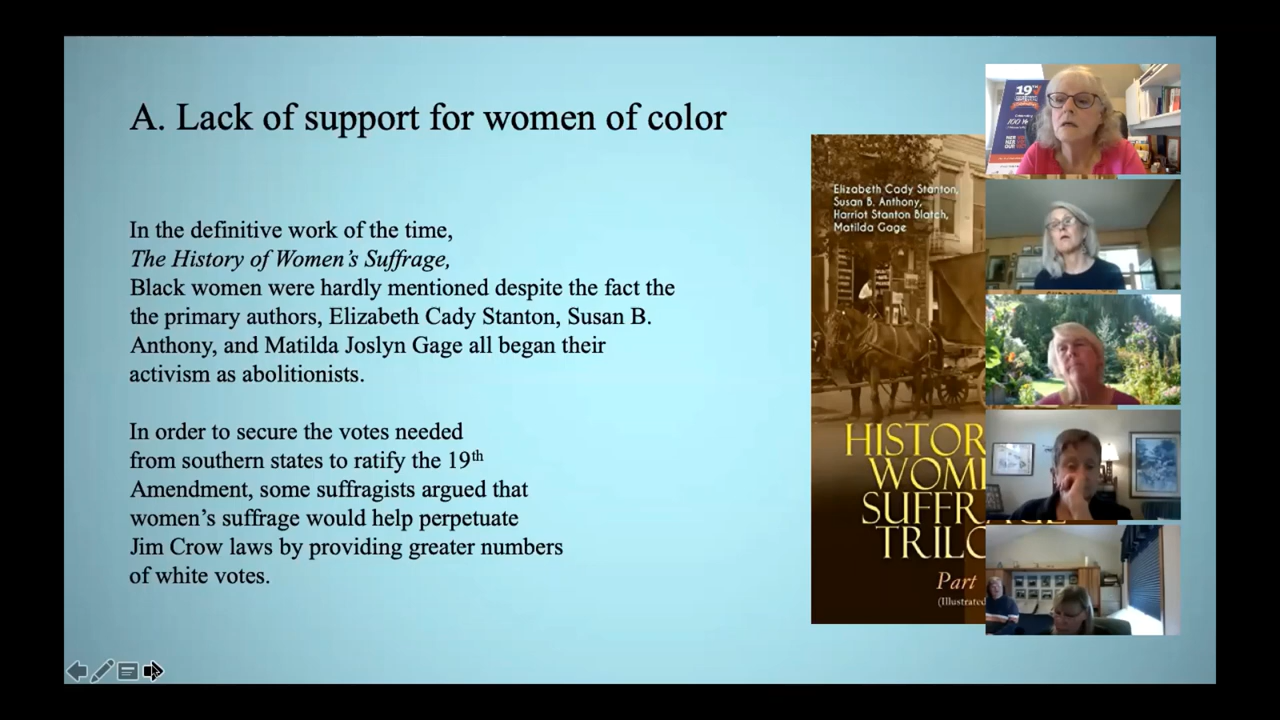 A. Lack of support for women of color
In the definitive work of the time,
The History of Women’s Suffrage,
Black women were hardly mentioned despite the fact the
the primary authors, Elizabeth Cady Stanton, Susan B.
Anthony, and Matilda Joslyn Gage all began their
activism as abolitionists.
In order to secure the votes needed
from southern states to ratify the 19th
Amendment, some suffragists argued that
women’s suffrage would help perpetuate
Jim Crow laws by providing greater numbers
of white votes.
Elizabeth Cady Stanton,
Susan B. Anthony,
Harriot Stanton Blatch,
Matilda Gage
HISTOR
WOM
SUFFR
TRILO
Part
(Illustrated
19TH